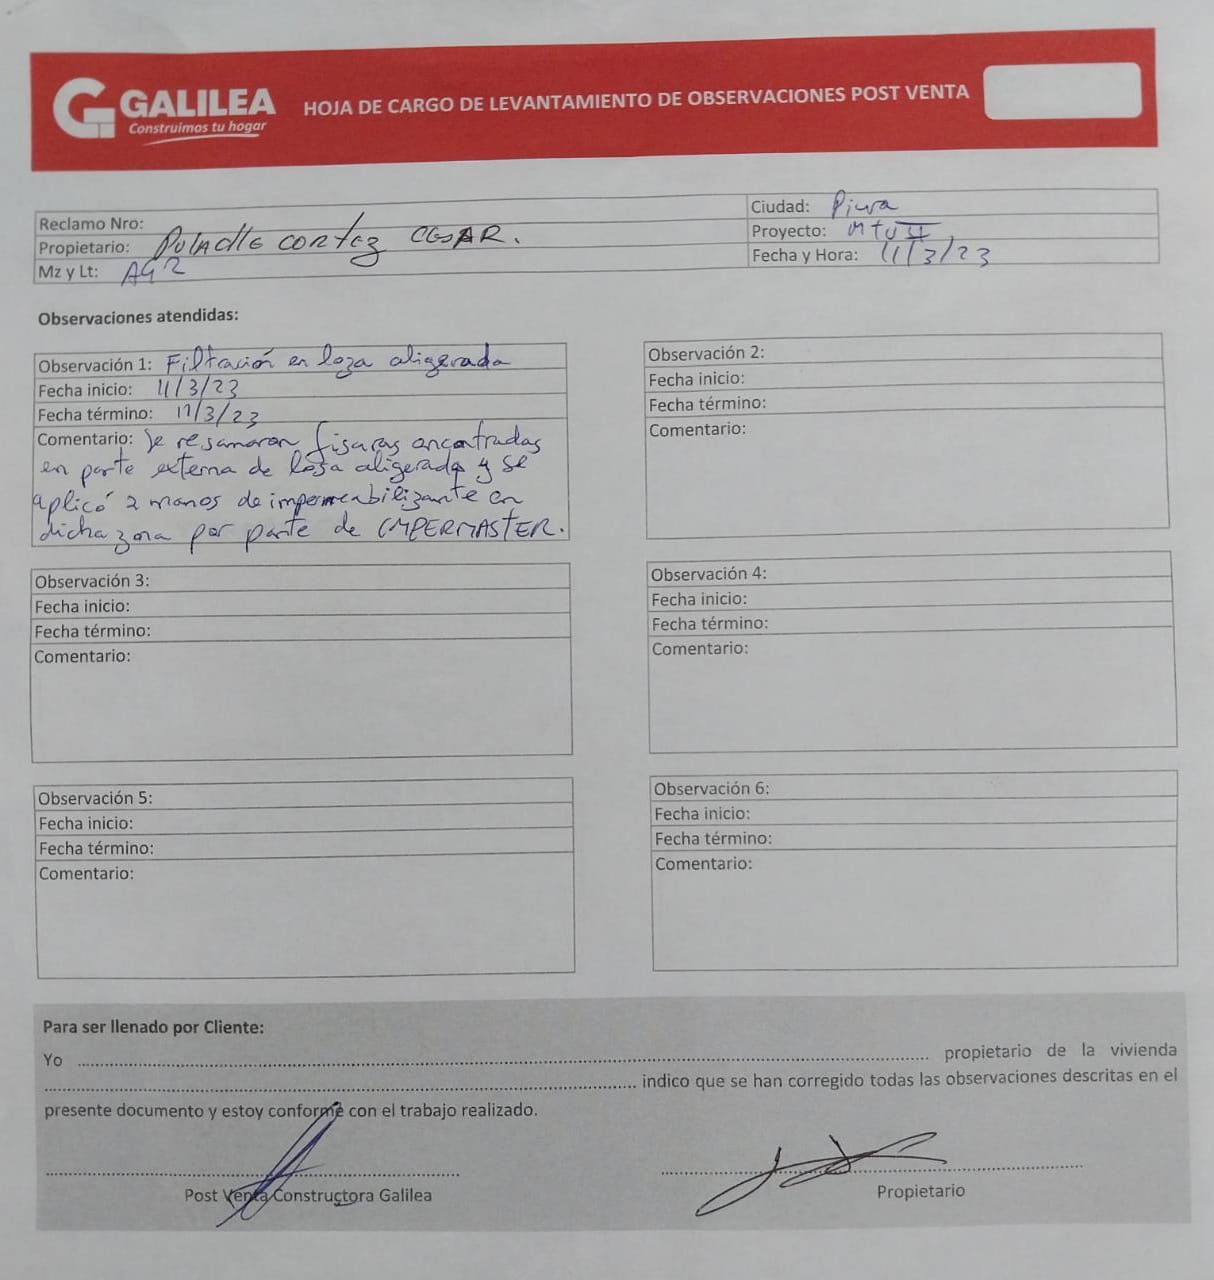 GALILEA
Construimos tu hogar
HOJA DE CARGO DE LEVANTAMIENTO DE OBSERVACIONES POST VENTA
Reclamo Nro:
Propietario: CORTEZ CESAR.
Mz y Lt:
Ciudad: Piura
Proyecto:
Fecha y Hora: 11/3/23
Observaciones atendidas:
Observación 1: Filtración en loza aligerada
Fecha inicio: 11/3/23
Fecha término: 11/3/23
Comentario: Se resanaron fisuras encontradas
en parte externa de losa aligerada y se
aplicó 2 manos de impermeabilizante en
dicha zona por parte de IMPERMASTER.
Observación 2:
Fecha inicio:
Fecha término:
Comentario:
Observación 3:
Fecha inicio:
Fecha término:
Comentario:
Observación 4:
Fecha inicio:
Fecha término:
Comentario:
Observación 5:
Fecha inicio:
Fecha término:
Comentario:
Observación 6:
Fecha inicio:
Fecha término:
Comentario:
Para ser llenado por Cliente:
Yo ........ propietario de la vivienda
........ indico que se han corregido todas las observaciones descritas en el
presente documento y estoy conforme con el trabajo realizado.
Post Venta Constructora Galilea
Propietario